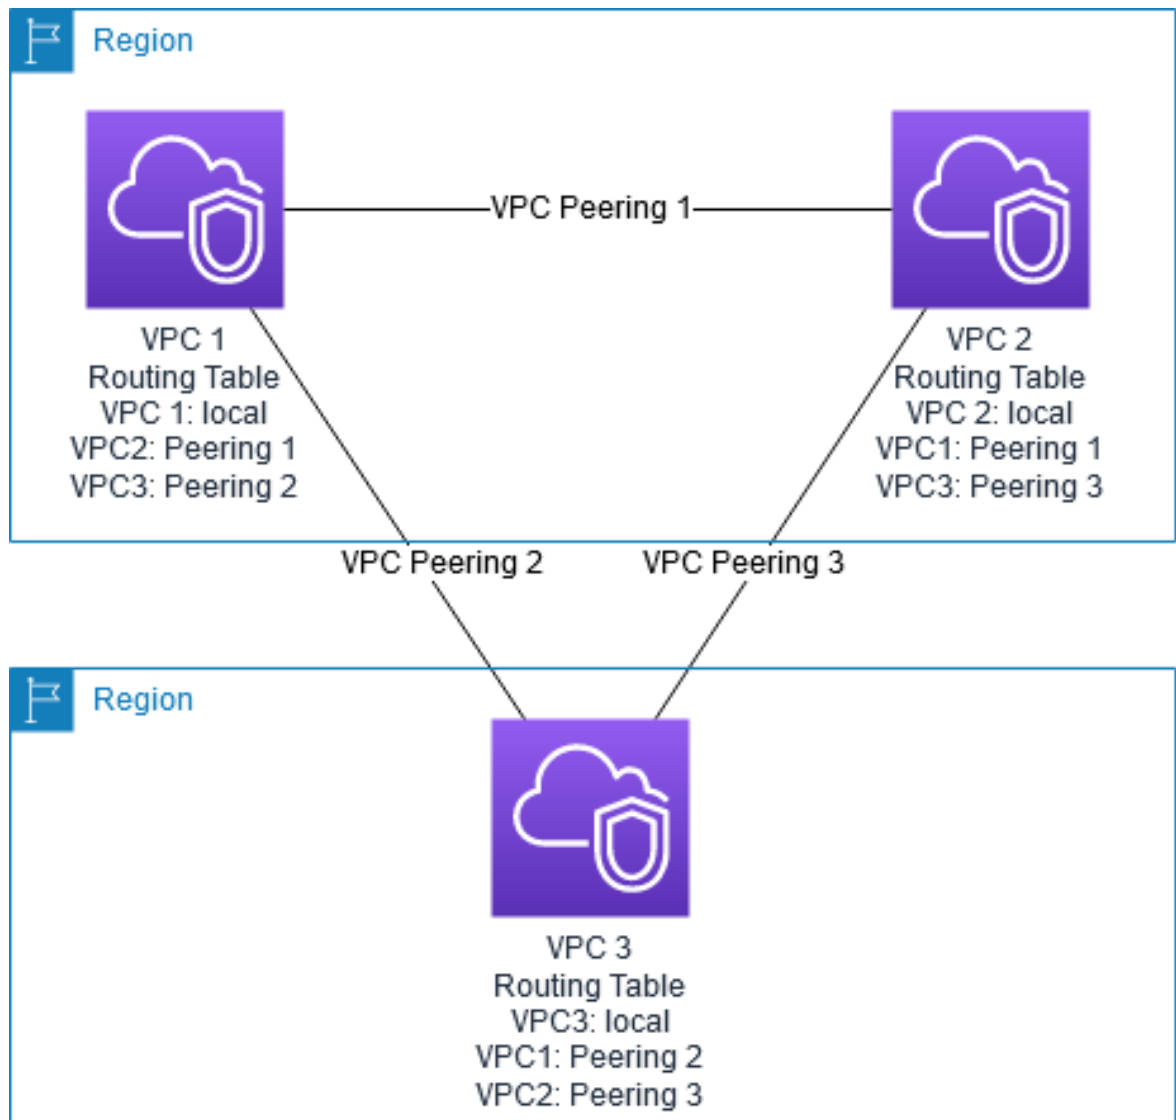 Region
VPC Peering 1
VPC 1
Routing Table
VPC 1: local
VPC2: Peering 1
VPC3: Peering 2
VPC 2
Routing Table
VPC 2: local
VPC1: Peering 1
VPC3: Peering 3
VPC Peering 2
VPC Peering 3
Region
VPC 3
Routing Table
VPC3: local
VPC1: Peering 2
VPC2: Peering 3